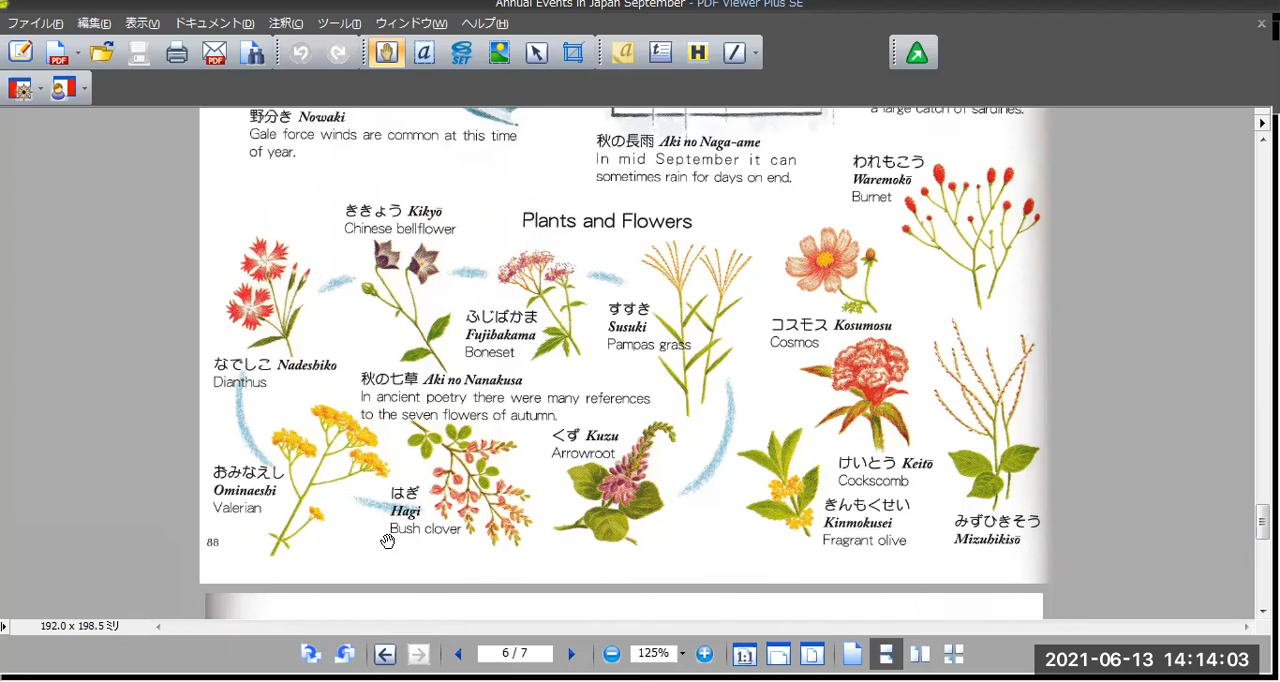 Annual Events in Japan September - PDF Viewer Plus SE
ファイル(F) 編集(E) 表示(V) ドキュメント(D) 注釈(C) ツール(T) ウィンドウ(W) ヘルプ(H)
野分き Nowaki
Gale force winds are common at this time
of year.
秋の長雨 Aki no Naga-ame
In mid September it can
sometimes rain for days on end.
a large catch of sardines.
われもこう
Waremokō
Burnet
Plants and Flowers
ききょう Kikyō
Chinese bellflower
ふじばかま
Fujibakama
Boneset
すすき
Susuki
Pampas grass
コスモス Kosumosu
Cosmos
なでしこ Nadeshiko
Dianthus
秋の七草 Aki no Nanakusa
In ancient poetry there were many references
to the seven flowers of autumn.
くず Kuzu
Arrowroot
おみなえし
Ominaeshi
Valerian
はぎ
Hagi
Bush clover
けいとう Keitō
Cockscomb
きんもくせい
Kinmokusei
Fragrant olive
みずひきそう
Mizuhikisō
88
192.0 x 198.5 ミリ
6 / 7
125%
1:1
2021-06-13 14:14:03